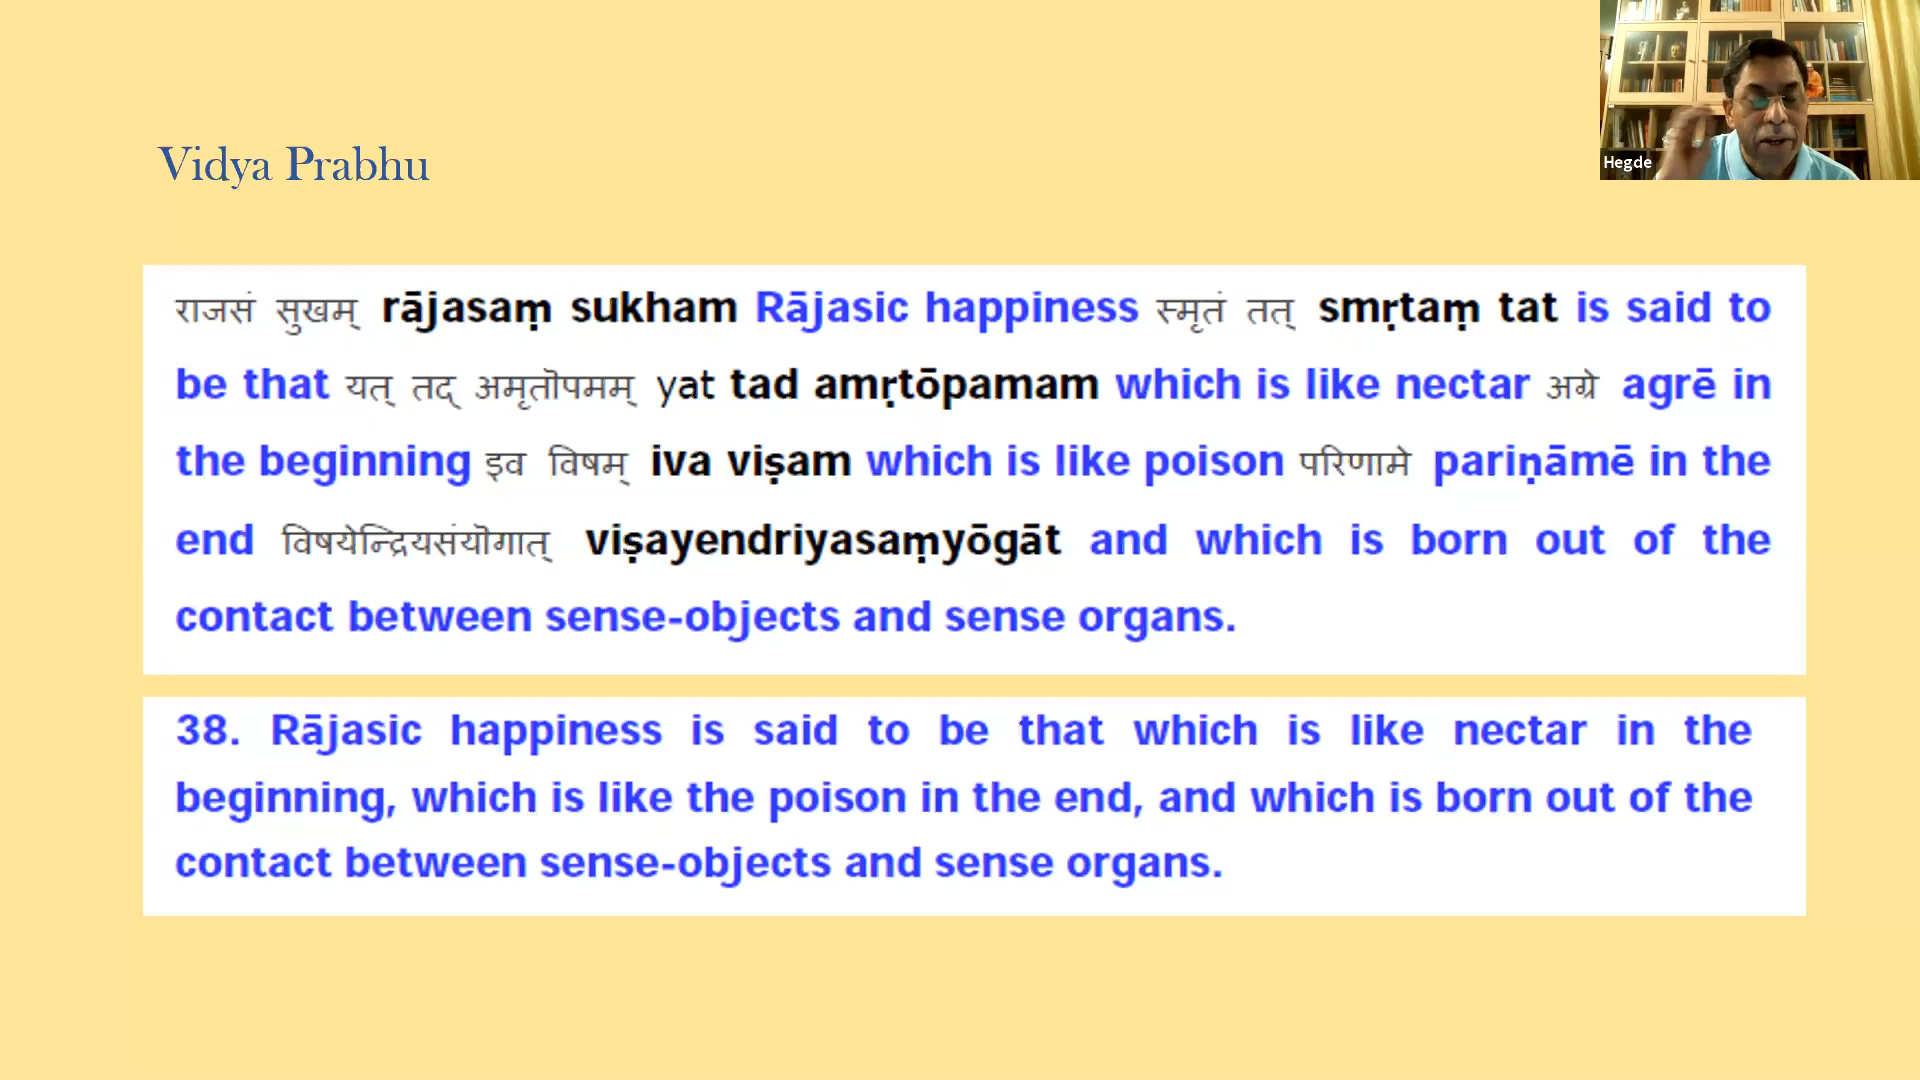 Vidya Prabhu
Hegde
राजसं सुखम् rājasaṃ sukham Rājasic happiness स्मृतं तत् smṛtaṃ tat is said to
be that यत् तद् अमृतॊपमम् yat tad amṛtōpamam which is like nectar अग्रे agrē in
the beginning इव विषम् iva viṣam which is like poison परिणामे pariṇāmē in the
end विषयेन्द्रियसंयॊगात् viṣayendriyasaṃyōgāt and which is born out of the
contact between sense-objects and sense organs.
38. Rājasic happiness is said to be that which is like nectar in the
beginning, which is like the poison in the end, and which is born out of the
contact between sense-objects and sense organs.